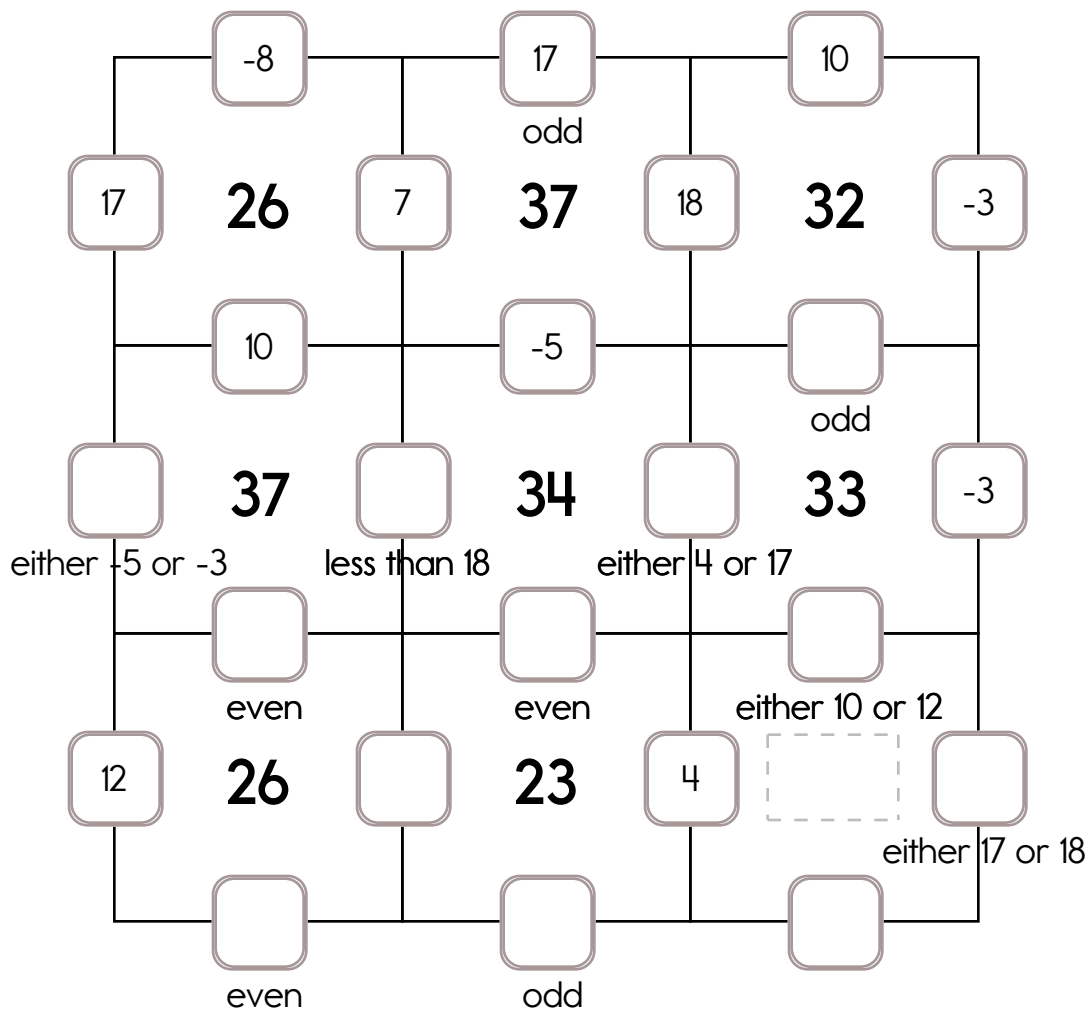 -8 17 10
odd
17 26 7 37 18 32 -3
10 -5
odd
37 34 33 -3
either -5 or -3 less than 18 either 4 or 17
even even either 10 or 12
12 26 23 4
either 17 or 18
even odd